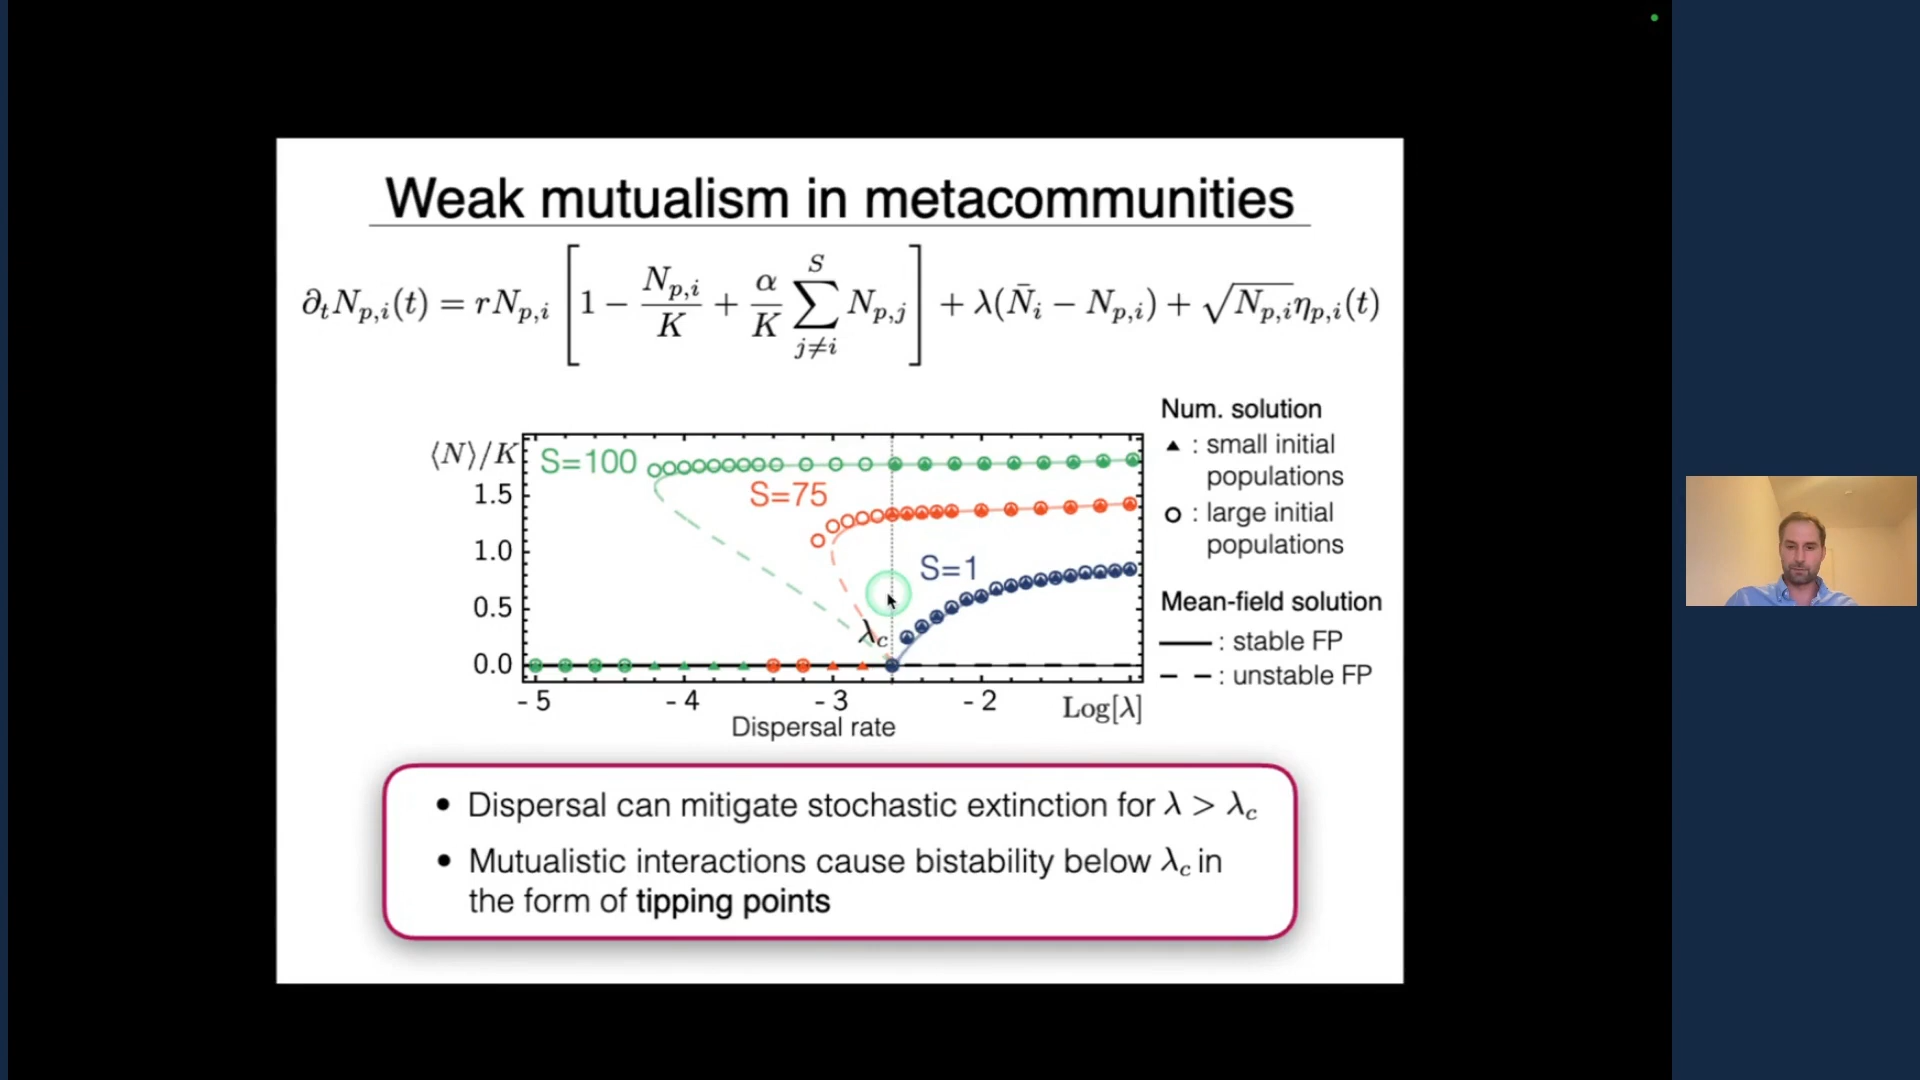 Weak mutualism in metacommunities
∂_t N_{p,i}(t) = rN_{p,i} [1 − N_{p,i}/K + α/K ∑_{j≠i}^{S} N_{p,j}] + λ(N̄_i − N_{p,i}) + √N_{p,i} η_{p,i}(t)
⟨N⟩/K
1.5
1.0
0.5
0.0
S=100
S=75
S=1
λ_c
- 5
- 4
- 3
- 2
Log[λ]
Dispersal rate
Num. solution
▲ : small initial
populations
○ : large initial
populations
Mean-field solution
—— : stable FP
– – : unstable FP
• Dispersal can mitigate stochastic extinction for λ > λ_c
• Mutualistic interactions cause bistability below λ_c in
the form of tipping points